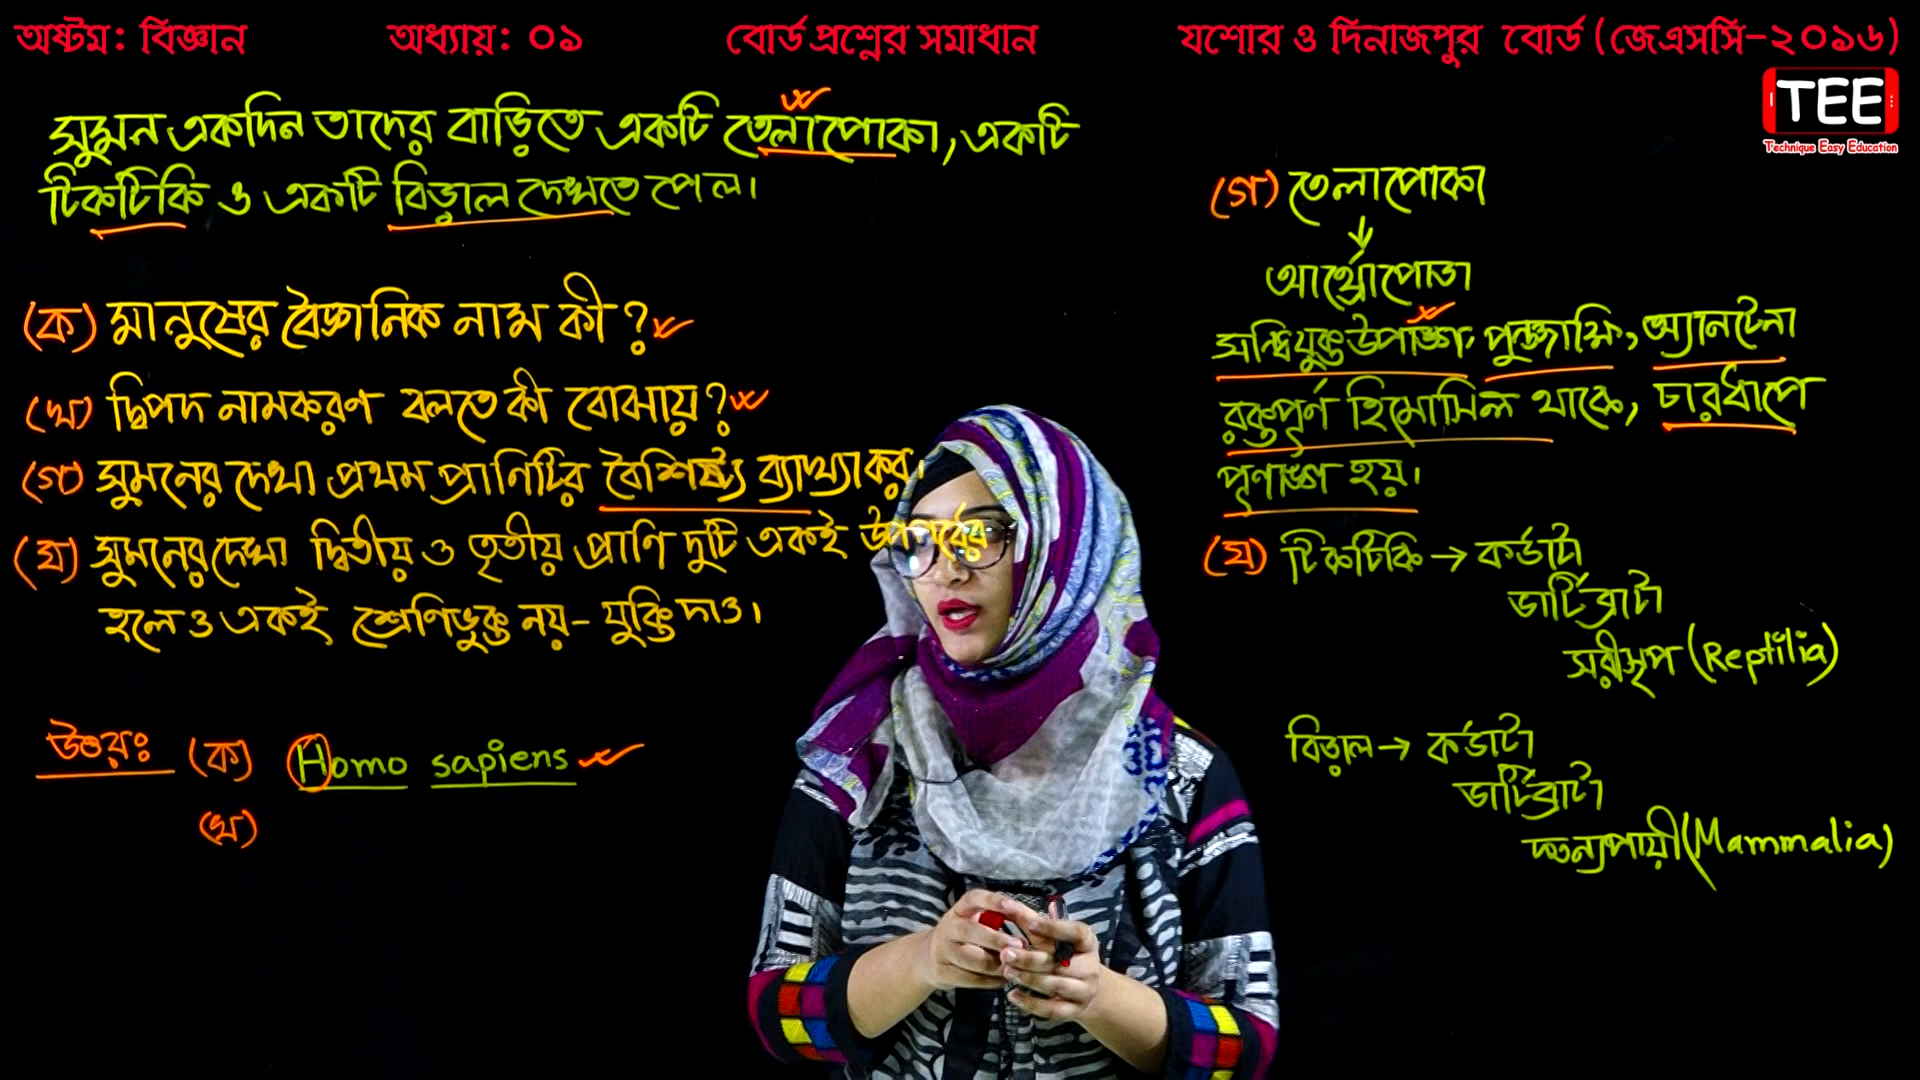 অষ্টম: বিজ্ঞান অধ্যায়: ০১ বোর্ড প্রশ্নের সমাধান যশোর ও দিনাজপুর বোর্ড (জেএসসি-২০১৬)
TEE
Technique Easy Education
সুমন একদিন তাদের বাড়িতে একটি তেলাপোকা, একটি
টিকটিকি ও একটি বিড়াল দেখতে পেল।
(ক) মানুষের বৈজ্ঞানিক নাম কী?
(খ) দ্বিপদ নামকরণ বলতে কী বোঝায়?
(গ) সুমনের দেখা প্রথম প্রাণিটির বৈশিষ্ট্য ব্যাখ্যা কর।
(ঘ) সুমনের দেখা দ্বিতীয় ও তৃতীয় প্রাণি দুটি একই উপপর্বের
হলেও একই শ্রেণিভুক্ত নয়- যুক্তি দাও।
উত্তর: (ক) Homo sapiens
(খ)
(গ) তেলাপোকা
↓
আর্থ্রোপোডা
সন্ধিযুক্ত উপাঙ্গ, পুঞ্জাক্ষি, অ্যানটেনা
রক্তপূর্ণ হিমোসিল থাকে, চারধাপে
পূর্ণাঙ্গ হয়।
(ঘ) টিকটিকি → কর্ডাটা
ভার্টিব্রাটা
সরীসৃপ (Reptilia)
বিড়াল → কর্ডাটা
ভার্টিব্রাটা
স্তন্যপায়ী (Mammalia)